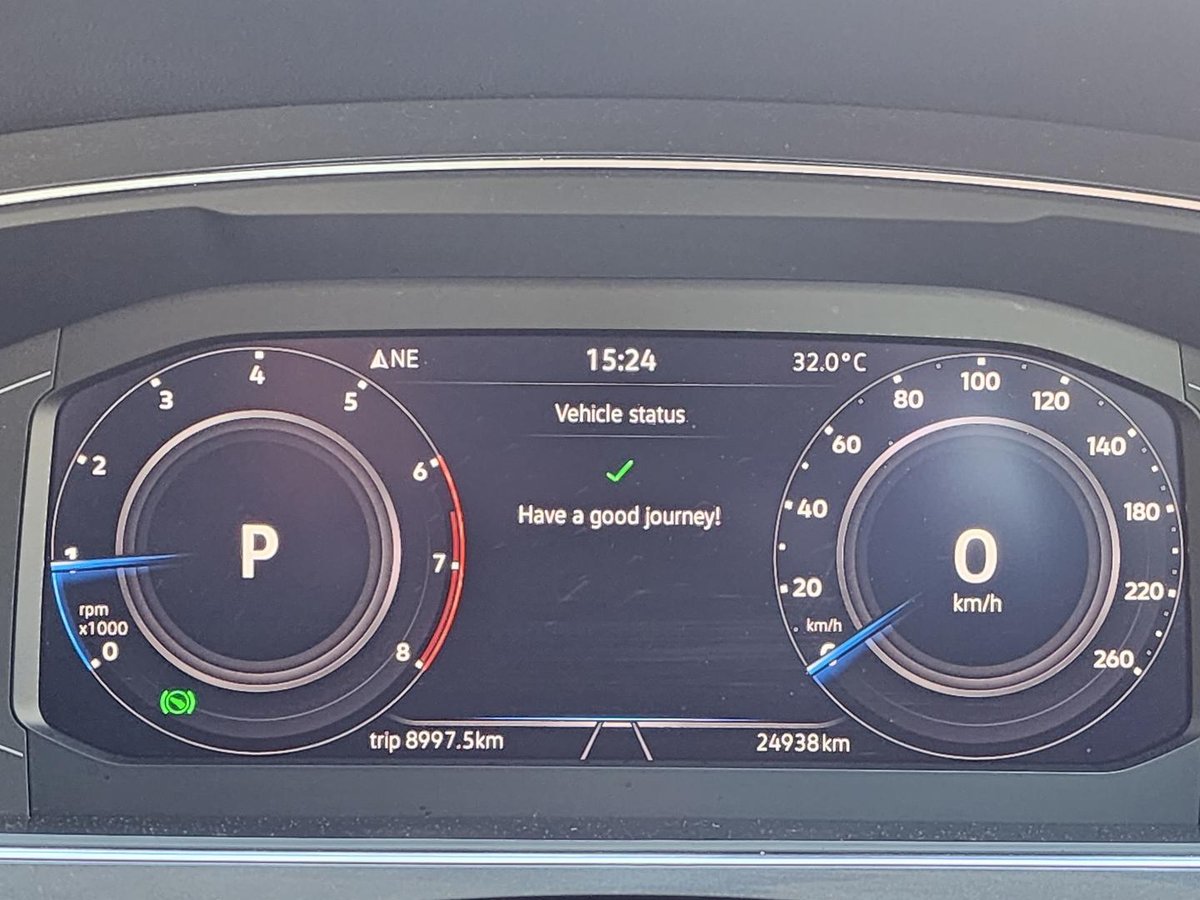 NE
15:24
32.0°C
Vehicle status
Have a good journey!
0
1
2
3
4
5
6
7
8
rpm
x1000
P
0
20
40
60
80
100
120
140
180
220
260
km/h
0
km/h
trip 8997.5km
24938km